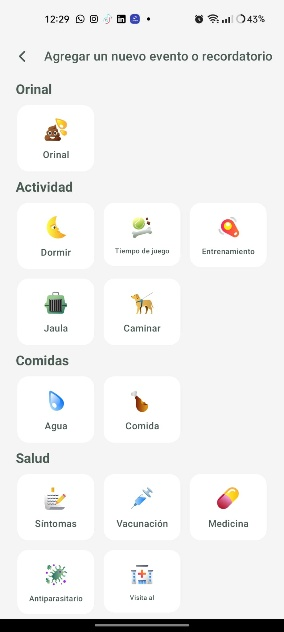 12:29 43%
Agregar un nuevo evento o recordatorio
Orinal
Orinal
Actividad
Dormir Tiempo de juego Entrenamiento
Jaula Caminar
Comidas
Agua Comida
Salud
Síntomas Vacunación Medicina
Antiparasitario Visita al